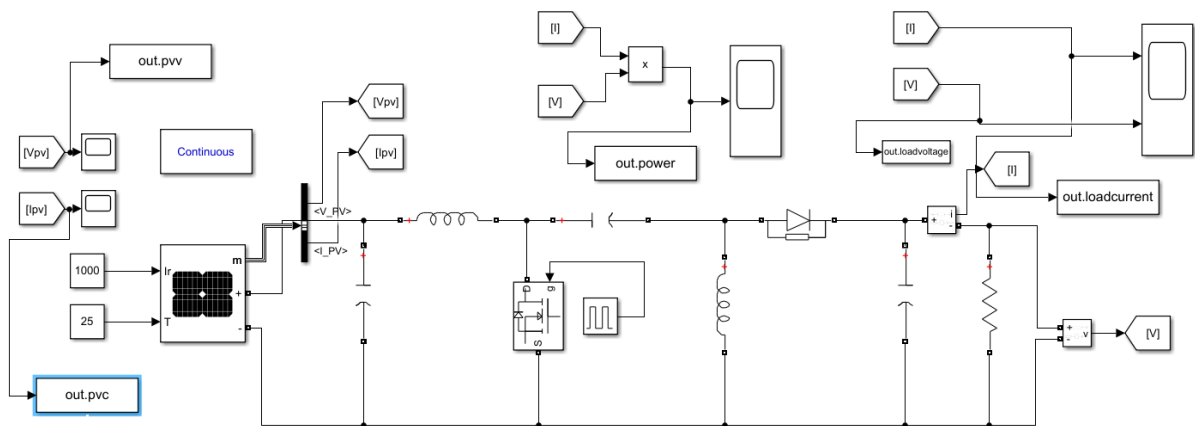 out.pvv
[Vpv]
Continuous
[Ipv]
[Vpv]
[Ipv]
<V_PV>
<I_PV>
1000
25
Ir
T
m
+
-
out.pvc
[I]
[V]
x
out.power
[I]
[V]
out.loadvoltage
[I]
out.loadcurrent
D
g
S
+
i
-
+
-
v
[V]